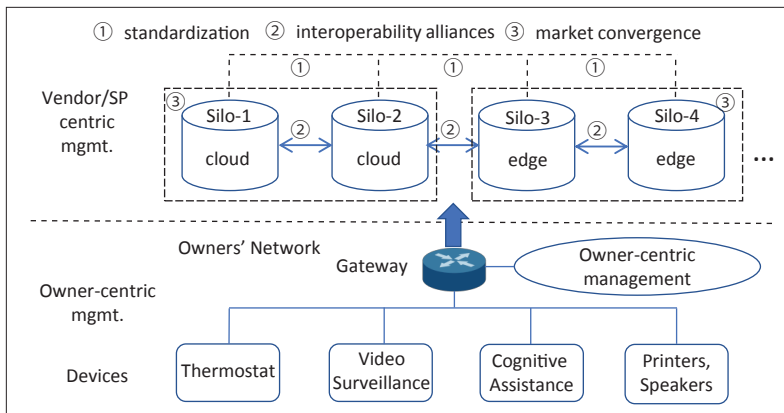 ① standardization ② interoperability alliances ③ market convergence
① ① ①
Vendor/SP
centric
mgmt.
③ ③
Silo-1 Silo-2 Silo-3 Silo-4
② ② ②
cloud cloud edge edge
...
Owners’ Network
Gateway
Owner-centric
management
Owner-centric
mgmt.
Devices
Thermostat
Video
Surveillance
Cognitive
Assistance
Printers,
Speakers